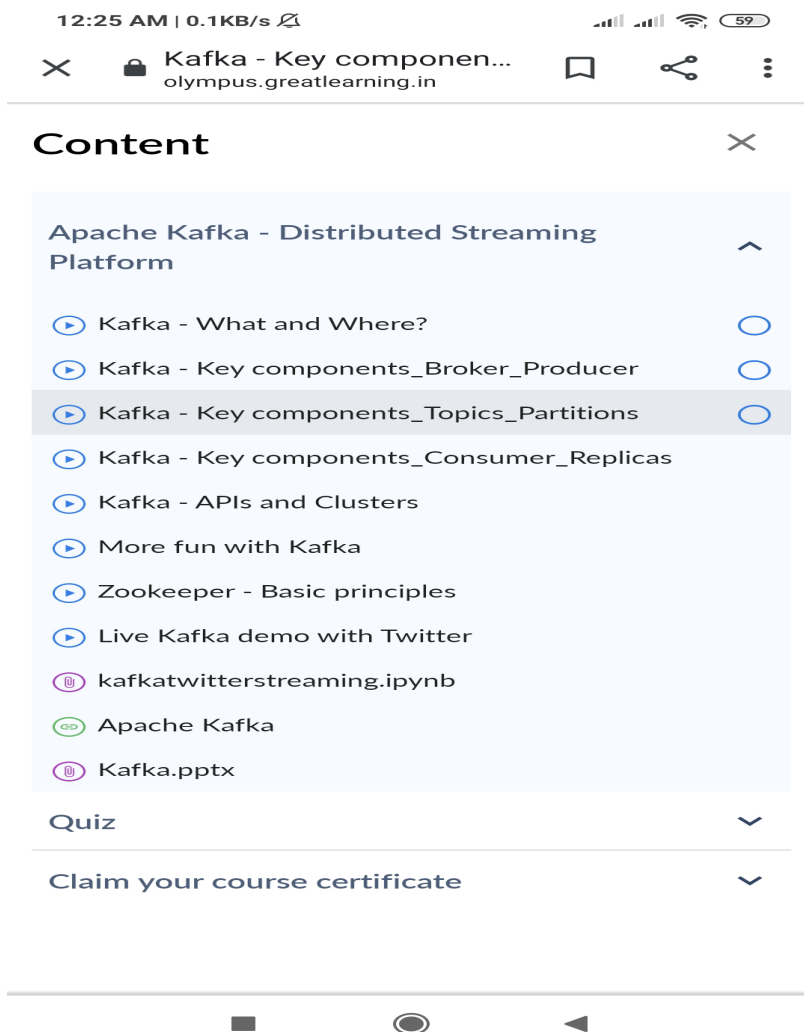 12:25 AM | 0.1KB/s
59
Kafka - Key componen...
olympus.greatlearning.in
Content
Apache Kafka - Distributed Streaming
Platform
Kafka - What and Where?
Kafka - Key components_Broker_Producer
Kafka - Key components_Topics_Partitions
Kafka - Key components_Consumer_Replicas
Kafka - APIs and Clusters
More fun with Kafka
Zookeeper - Basic principles
Live Kafka demo with Twitter
kafkatwitterstreaming.ipynb
Apache Kafka
Kafka.pptx
Quiz
Claim your course certificate